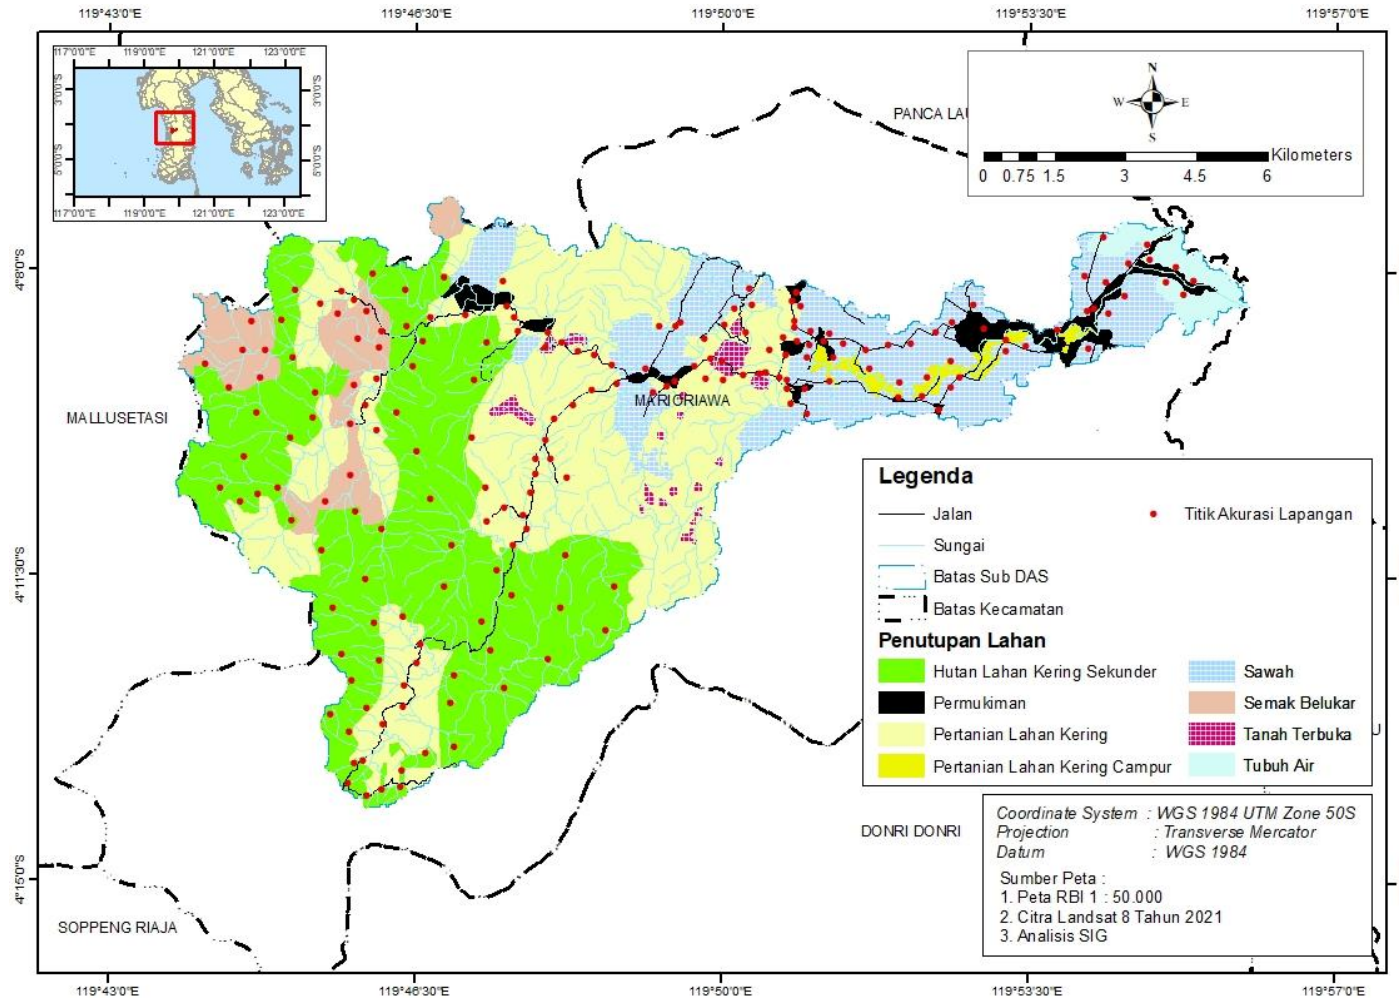 119°43'0"E 119°46'30"E 119°50'0"E 119°53'30"E 119°57'0"E
117°0'0"E 119°0'0"E 121°0'0"E 123°0'0"E
3°0'0"S 3°0'0"S
5°0'0"S 5°0'0"S
117°0'0"E 119°0'0"E 121°0'0"E 123°0'0"E
N
W E
S
Kilometers
0 0.75 1.5 3 4.5 6
PANCA LAU
4°8'0"S
MALLUSETASI
MARIORIAWA
4°11'30"S
Legenda
Jalan
Titik Akurasi Lapangan
Sungai
Batas Sub DAS
Batas Kecamatan
Penutupan Lahan
Hutan Lahan Kering Sekunder
Sawah
Permukiman
Semak Belukar
Pertanian Lahan Kering
Tanah Terbuka
Pertanian Lahan Kering Campur
Tubuh Air
U
DONRI DONRI
Coordinate System : WGS 1984 UTM Zone 50S
Projection : Transverse Mercator
Datum : WGS 1984
Sumber Peta :
1. Peta RBI 1 : 50.000
2. Citra Landsat 8 Tahun 2021
3. Analisis SIG
4°15'0"S
SOPPENG RIAJA
119°43'0"E 119°46'30"E 119°50'0"E 119°53'30"E 119°57'0"E